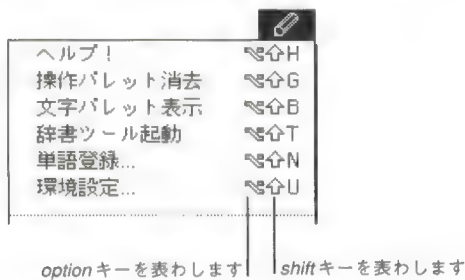 ヘルプ! ⌥⇧H
操作パレット消去 ⌥⇧G
文字パレット表示 ⌥⇧B
辞書ツール起動 ⌥⇧T
単語登録... ⌥⇧N
環境設定... ⌥⇧U
optionキーを表わします shiftキーを表わします